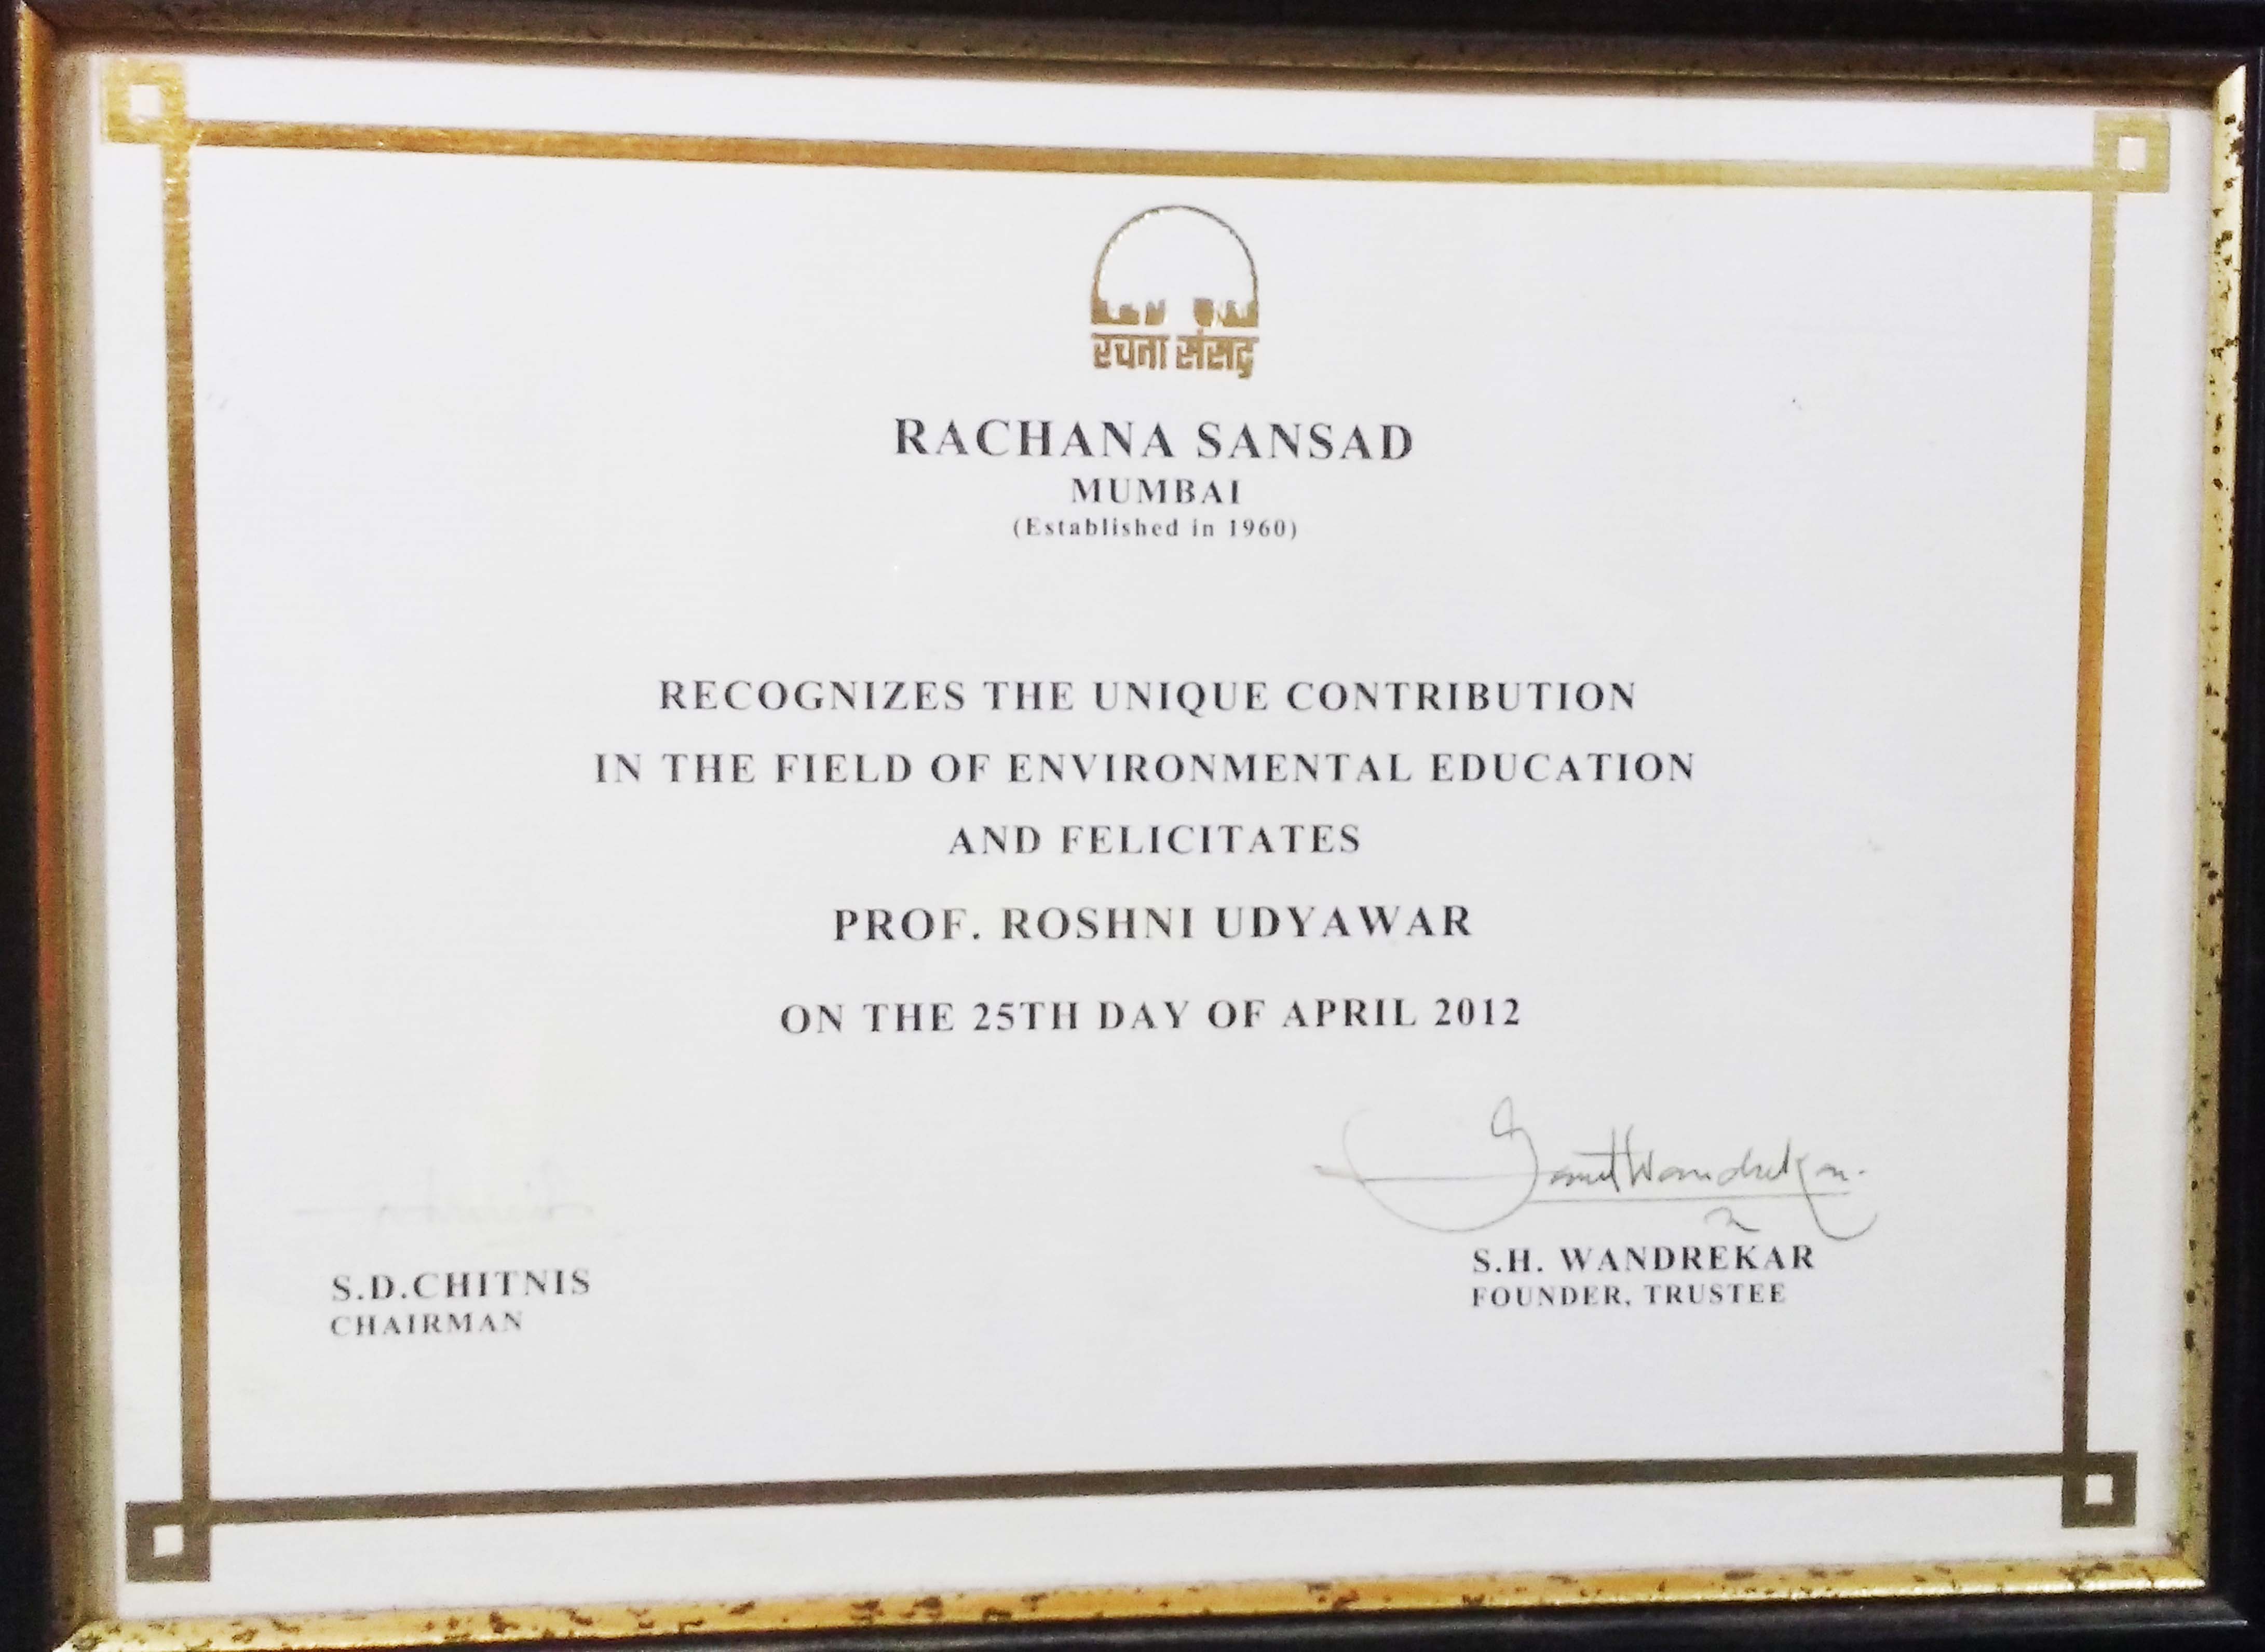 रचना संसद
RACHANA SANSAD
MUMBAI
(Established in 1960)
RECOGNIZES THE UNIQUE CONTRIBUTION
IN THE FIELD OF ENVIRONMENTAL EDUCATION
AND FELICITATES
PROF. ROSHNI UDYAWAR
ON THE 25TH DAY OF APRIL 2012
S.D.CHITNIS
CHAIRMAN
S.H. WANDREKAR
FOUNDER, TRUSTEE